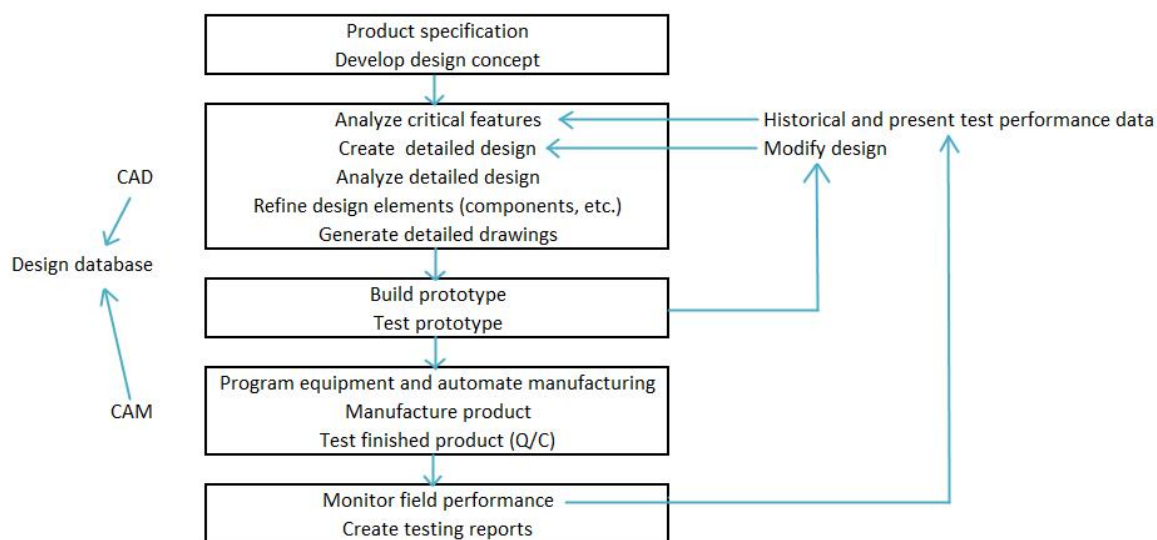 Product specification
Develop design concept
Analyze critical features
Historical and present test performance data
Create detailed design
Modify design
Analyze detailed design
CAD
Refine design elements (components, etc.)
Generate detailed drawings
Design database
Build prototype
Test prototype
Program equipment and automate manufacturing
Manufacture product
CAM
Test finished product (Q/C)
Monitor field performance
Create testing reports